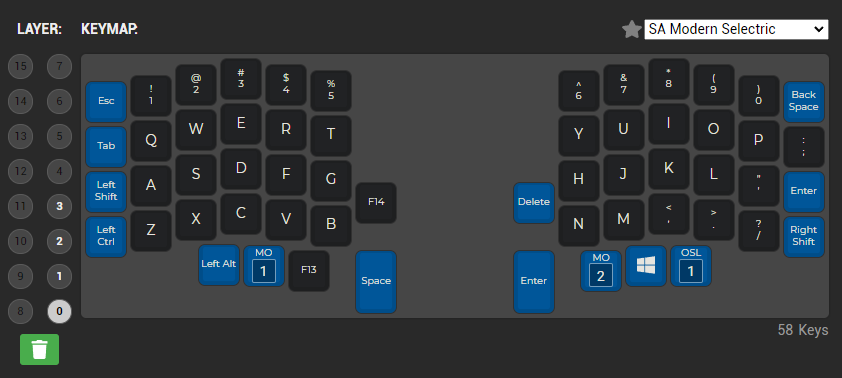 LAYER: KEYMAP: SA Modern Selectric
15 7
14 6
13 5
12 4
11 3
10 2
9 1
8 0
Esc ! 1 @ 2 # 3 $ 4 % 5 ^ 6 & 7 * 8 ( 9 ) 0 Back Space
Tab Q W E R T Y U I O P : ;
Left Shift A S D F G F14 Delete H J K L " ' Enter
Left Ctrl Z X C V B N M < , > . ? / Right Shift
Left Alt MO 1 F13 Space Enter MO 2 OSL 1
58 Keys